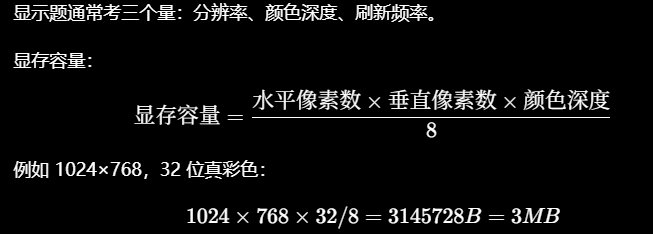 显示题通常考三个量：分辨率、颜色深度、刷新频率。
显存容量：
显存容量 = 水平像素数 × 垂直像素数 × 颜色深度 / 8
例如 1024×768，32 位真彩色：
1024 × 768 × 32/8 = 3145728B = 3MB